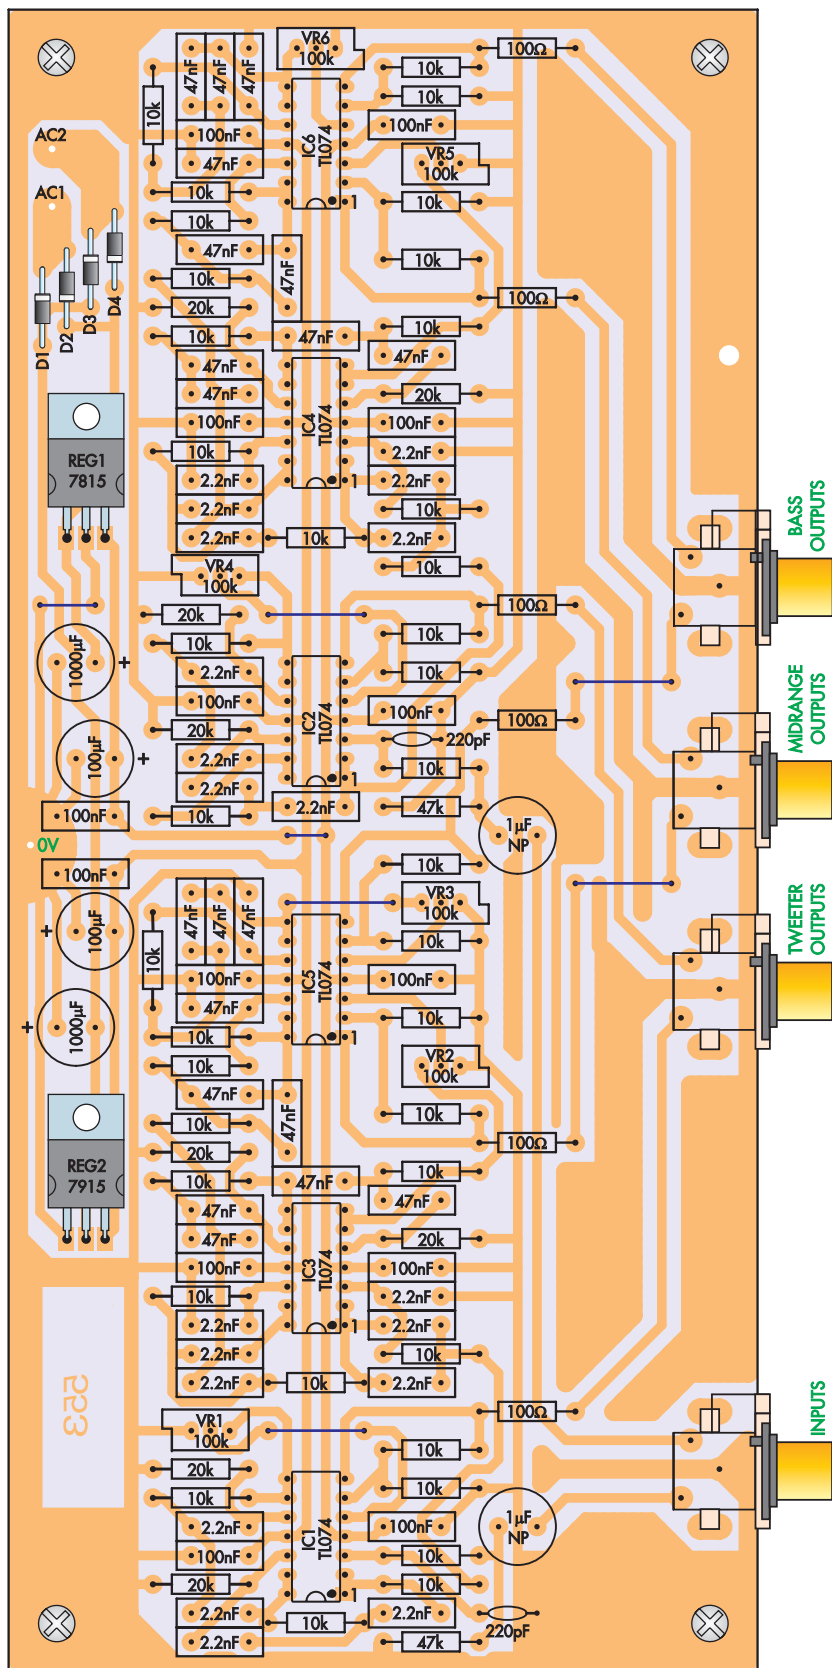 VR6
100k
100Ω
47nF
47nF
47nF
10k
10k
10k
100nF
100nF
47nF
IC6
TL074
VR5
100k
AC2
AC1
10k
1
10k
10k
47nF
47nF
10k
10k
100Ω
D1
D2
D3
D4
20k
10k
47nF
10k
47nF
47nF
47nF
20k
100nF
IC4
TL074
100nF
10k
2.2nF
REG1
7815
2.2nF
1
2.2nF
2.2nF
10k
2.2nF
10k
2.2nF
BASS
OUTPUTS
VR4
100k
10k
20k
100Ω
10k
10k
2.2nF
10k
1000µF
+
100nF
IC2
TL074
100nF
20k
100Ω
220pF
100µF
+
2.2nF
10k
2.2nF
1
MIDRANGE
OUTPUTS
100nF
10k
2.2nF
47k
1µF
NP
0V
100nF
10k
47nF
47nF
47nF
VR3
100k
+
100µF
10k
10k
100nF
IC5
TL074
100nF
47nF
TWEETER
OUTPUTS
+
1000µF
10k
1
10k
10k
VR2
100k
47nF
47nF
10k
10k
100Ω
REG2
7915
20k
10k
10k
47nF
47nF
47nF
47nF
20k
100nF
IC3
TL074
100nF
10k
2.2nF
2.2nF
1
2.2nF
2.2nF
10k
2.2nF
10k
2.2nF
553
VR1
100k
100Ω
INPUTS
20k
10k
10k
10k
2.2nF
IC1
TL074
100nF
1µF
NP
100nF
10k
20k
10k
1
2.2nF
10k
2.2nF
220pF
2.2nF
47k